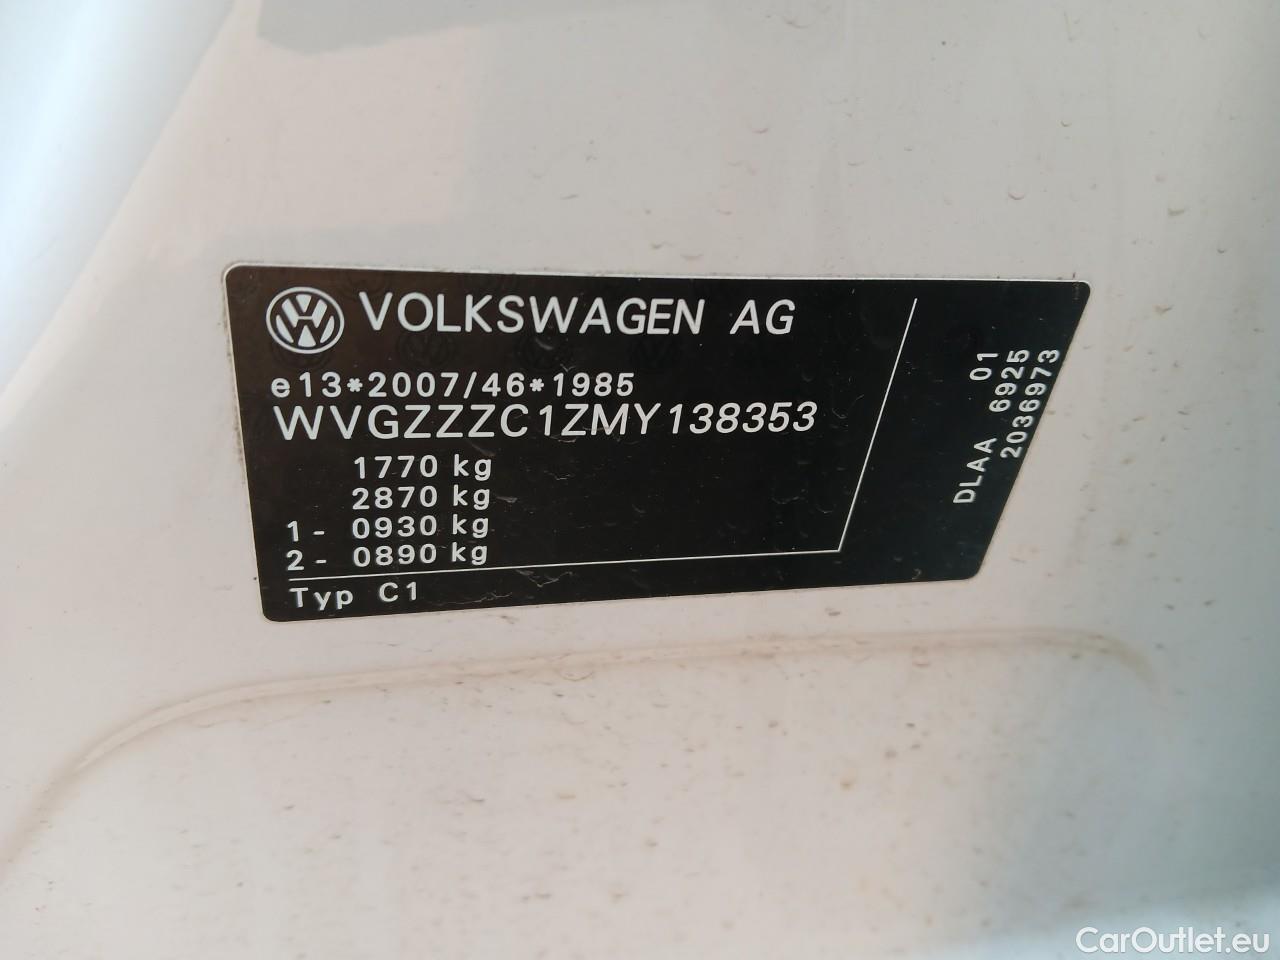 VOLKSWAGEN AG
e13*2007/46*1985
WVGZZZC1ZMY138353
1770 kg
2870 kg
1 - 0930 kg
2 - 0890 kg
Typ C1
01
DLAA 6925
2036973
CarOutlet.eu